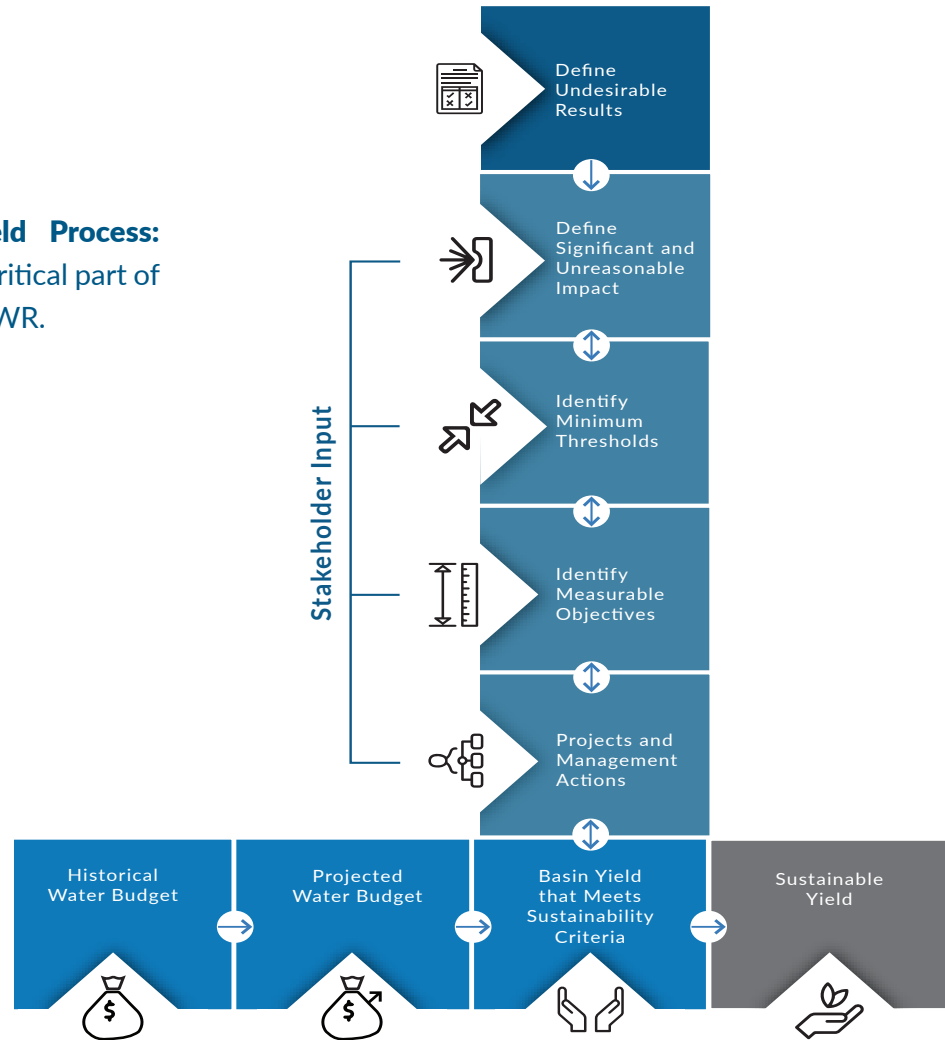 Define
Undesirable
Results
eld Process:
ritical part of
WR.
Define
Significant and
Unreasonable
Impact
Stakeholder Input
Identify
Minimum
Thresholds
Identify
Measurable
Objectives
Projects and
Management
Actions
Historical
Water Budget
Projected
Water Budget
Basin Yield
that Meets
Sustainability
Criteria
Sustainable
Yield
$
$